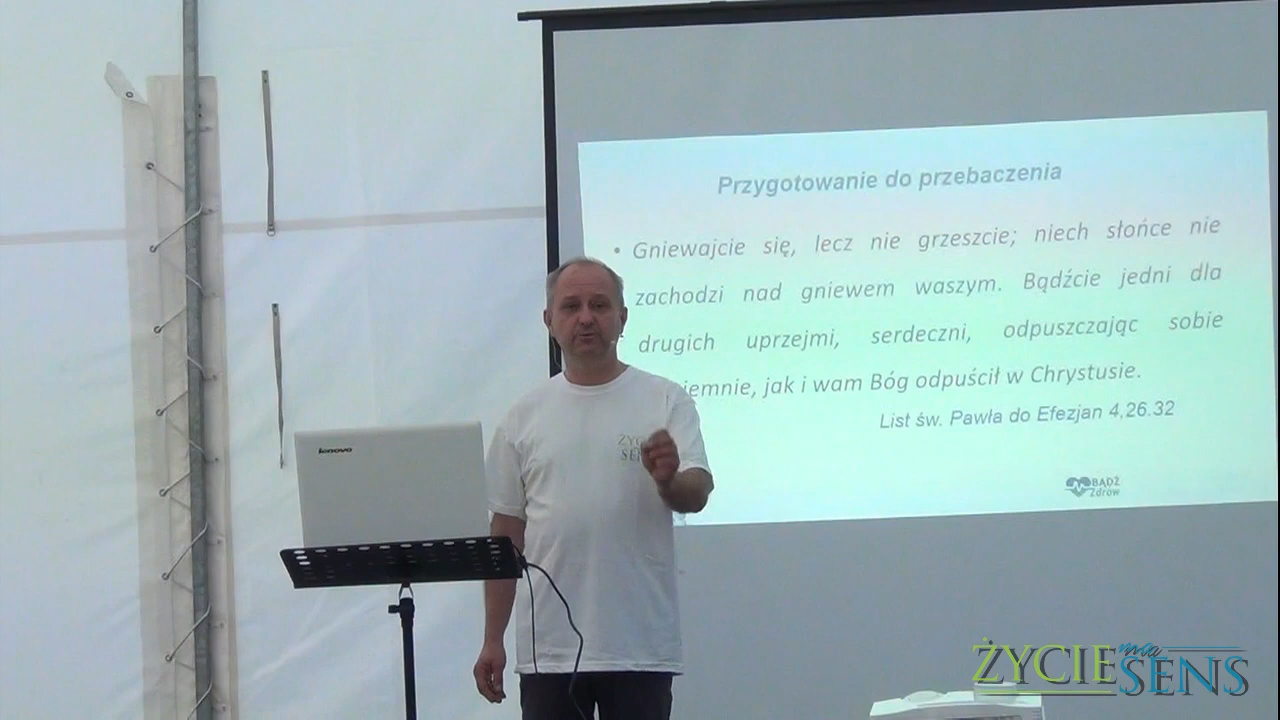 Przygotowanie do przebaczenia
• Gniewajcie się, lecz nie grzeszcie; niech słońce nie
zachodzi nad gniewem waszym. Bądźcie jedni dla
drugich uprzejmi, serdeczni, odpuszczając sobie
jak i wam Bóg odpuścił w Chrystusie.
List św. Pawła do Efezjan 4,26.32
BĄDŹ
Zdrów
lenovo
ŻYCIE ma
SENS